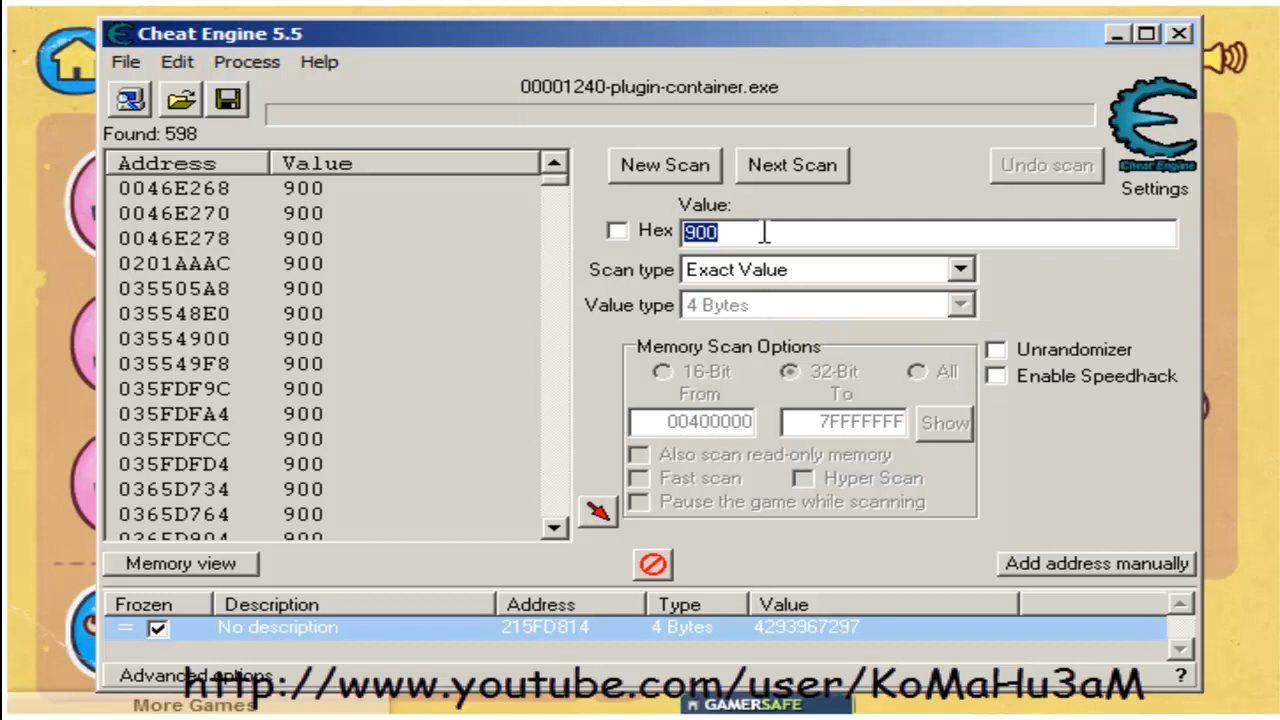 Cheat Engine 5.5
File Edit Process Help
00001240-plugin-container.exe
Found: 598
Address Value
0046E268 900
0046E270 900
0046E278 900
0201AAAC 900
035505A8 900
035548E0 900
03554900 900
035549F8 900
035FDF9C 900
035FDFA4 900
035FDFCC 900
035FDFD4 900
0365D734 900
0365D764 900
0365D904 900
New Scan Next Scan Undo scan
Cheat Engine
Settings
Value:
Hex 900
Scan type Exact Value
Value type 4 Bytes
Memory Scan Options
16-Bit 32-Bit All
From To
00400000 7FFFFFFF Show
Also scan read-only memory
Fast scan Hyper Scan
Pause the game while scanning
Unrandomizer
Enable Speedhack
Memory view Add address manually
Frozen Description Address Type Value
= No description 215FD814 4 Bytes 4293967297
Advanced options ?
http://www.youtube.com/user/KoMaHu3aM
More Games GAMERSAFE